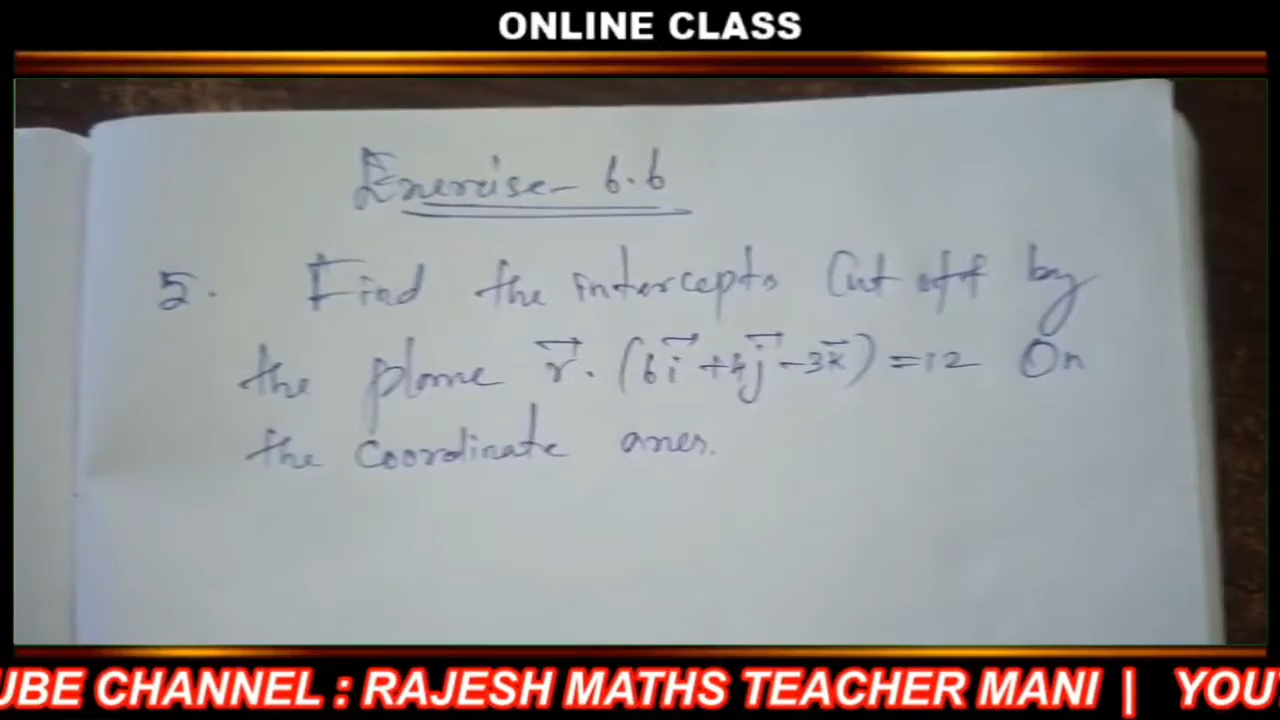 ONLINE CLASS
Exercise - 6.6
5. Find the intercepts Cut off by
the plane r⃗. (6i⃗ +4j⃗ -3k⃗) =12 On
the coordinate axes.
UBE CHANNEL : RAJESH MATHS TEACHER MANI | YOU